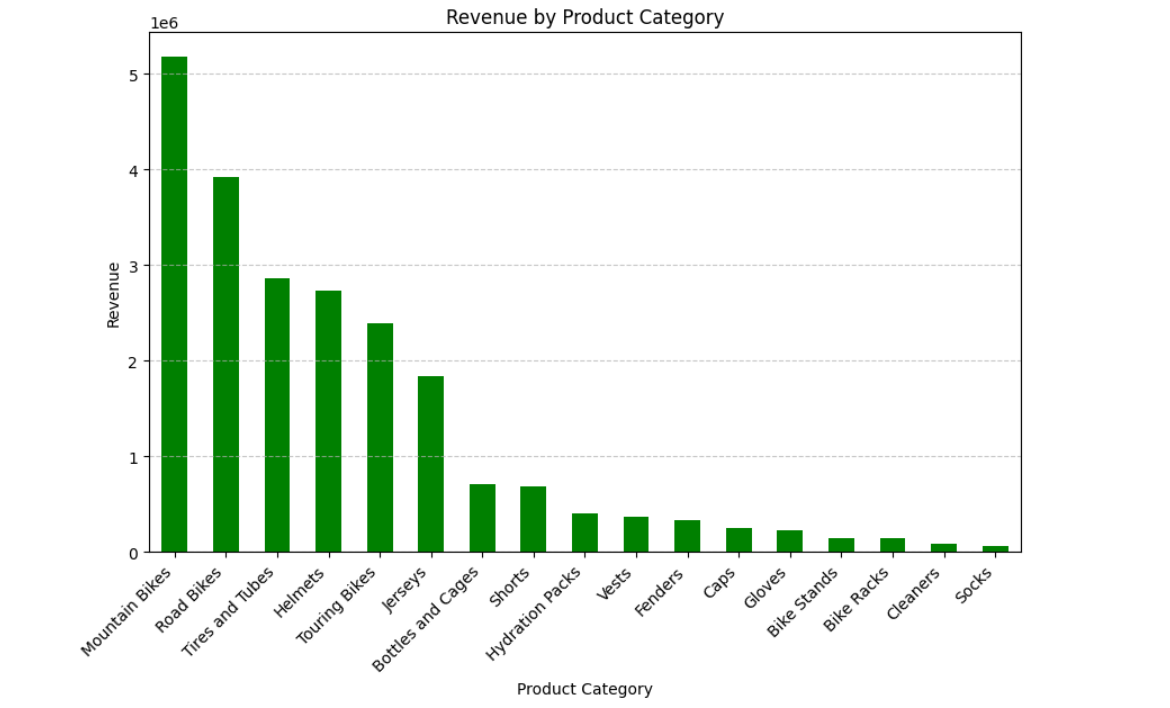 Revenue by Product Category
1e6
5
4
3
2
1
0
Revenue
Mountain Bikes
Road Bikes
Tires and Tubes
Helmets
Touring Bikes
Jerseys
Bottles and Cages
Shorts
Hydration Packs
Vests
Fenders
Caps
Gloves
Bike Stands
Bike Racks
Cleaners
Socks
Product Category